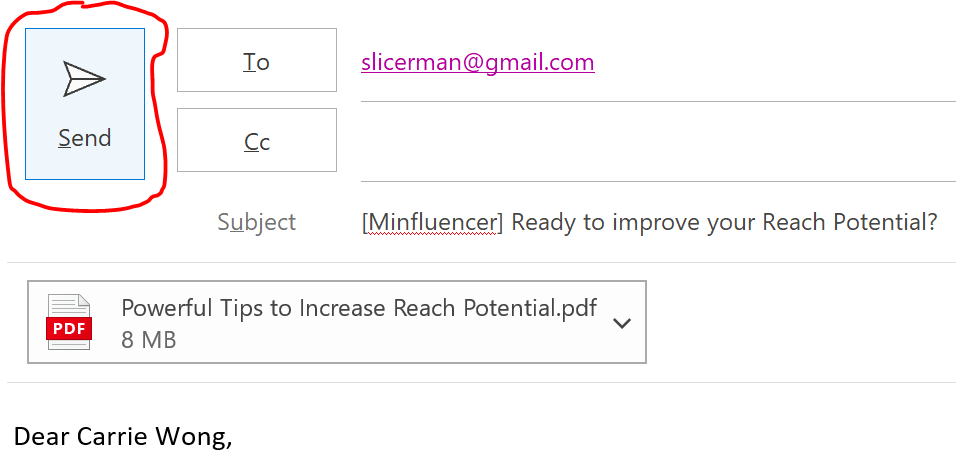 To
slicerman@gmail.com
Send
Cc
Subject
[Minfluencer] Ready to improve your Reach Potential?
PDF
Powerful Tips to Increase Reach Potential.pdf
8 MB
Dear Carrie Wong,